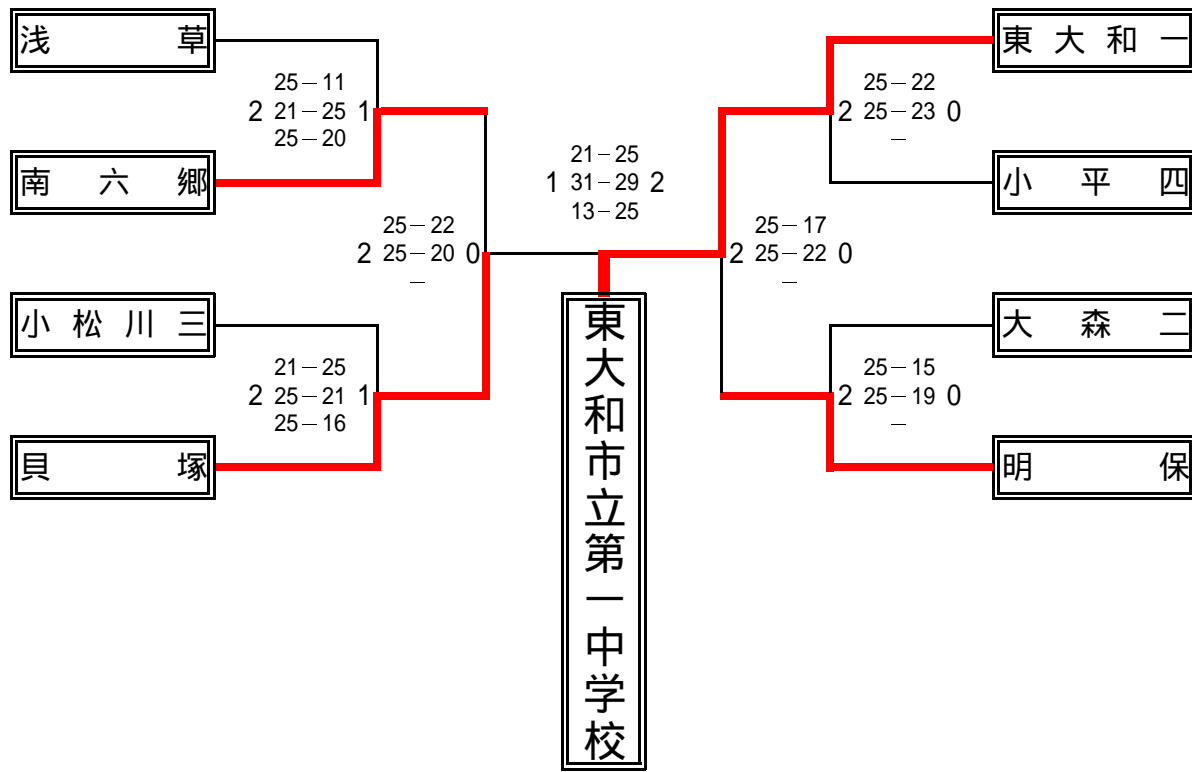 浅草
25－11
2 21－25 1
25－20
南六郷
25－22
2 25－20 0
－
小松川三
21－25
2 25－21 1
25－16
貝塚
21－25
1 31－29 2
13－25
東大和市立第一中学校
東大和一
25－22
2 25－23 0
－
小平四
25－17
2 25－22 0
－
大森二
25－15
2 25－19 0
－
明保